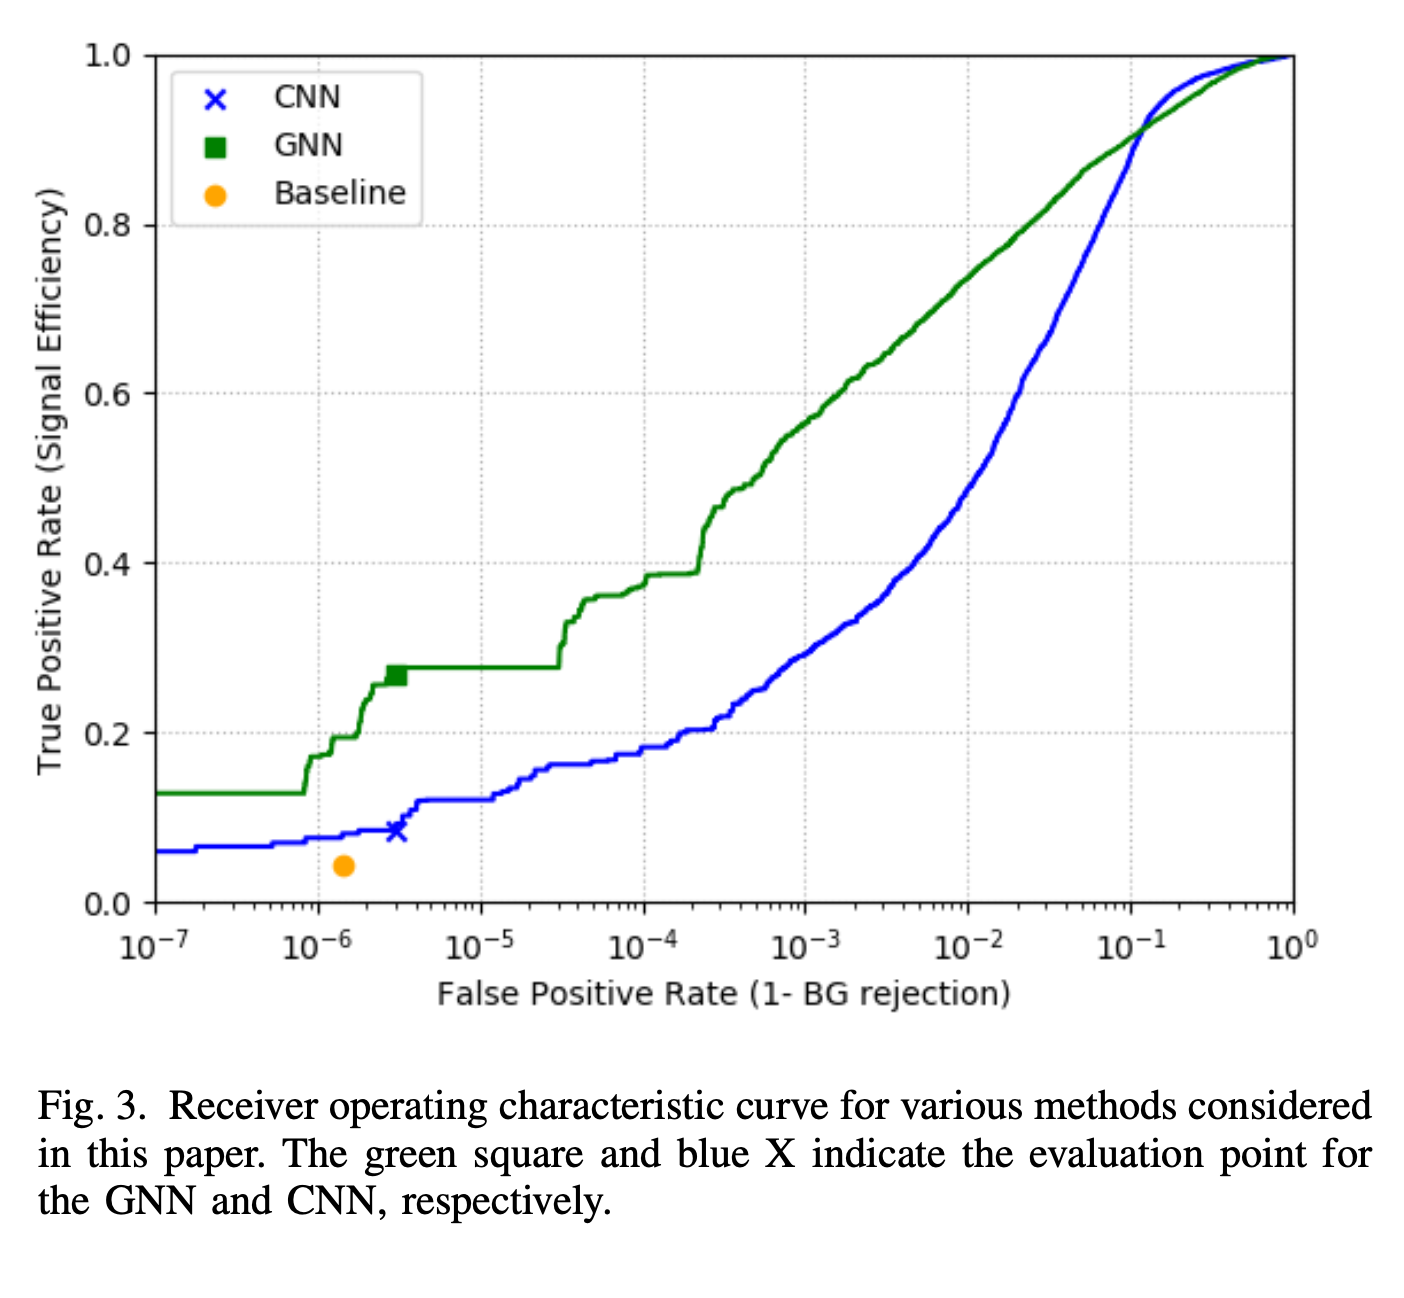 1.0
CNN
GNN
Baseline
0.8
0.6
0.4
0.2
0.0
True Positive Rate (Signal Efficiency)
10⁻⁷ 10⁻⁶ 10⁻⁵ 10⁻⁴ 10⁻³ 10⁻² 10⁻¹ 10⁰
False Positive Rate (1- BG rejection)
Fig. 3. Receiver operating characteristic curve for various methods considered
in this paper. The green square and blue X indicate the evaluation point for
the GNN and CNN, respectively.